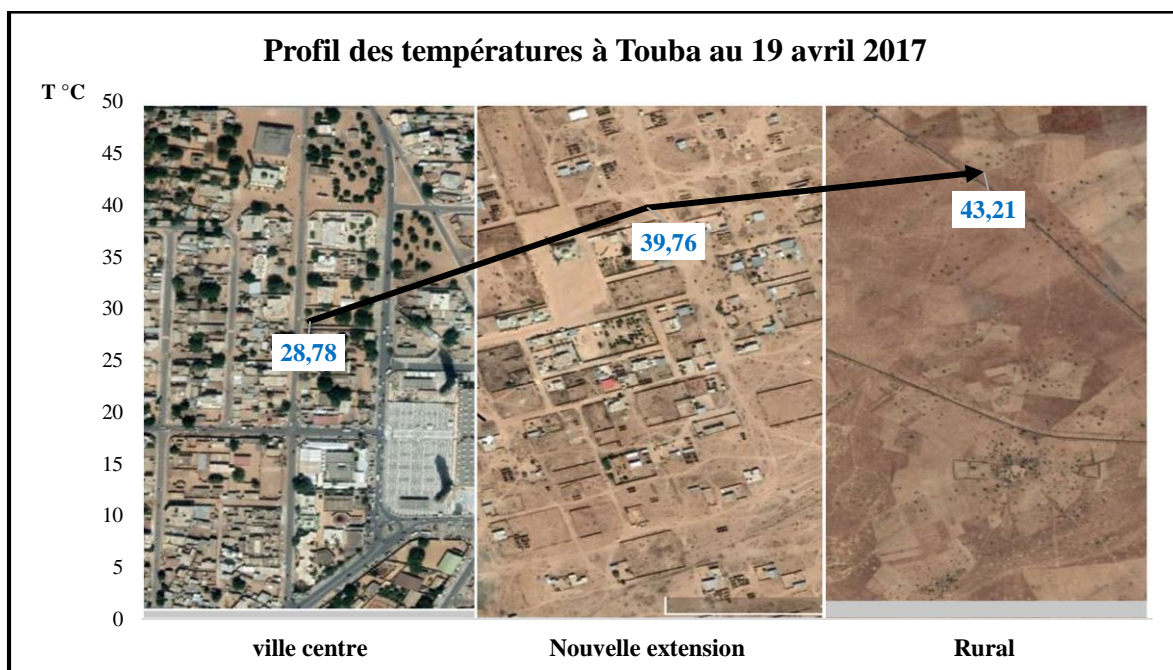 Profil des températures à Touba au 19 avril 2017
T °C
50
45
40
35
30
25
20
15
10
5
0
28,78
39,76
43,21
ville centre
Nouvelle extension
Rural